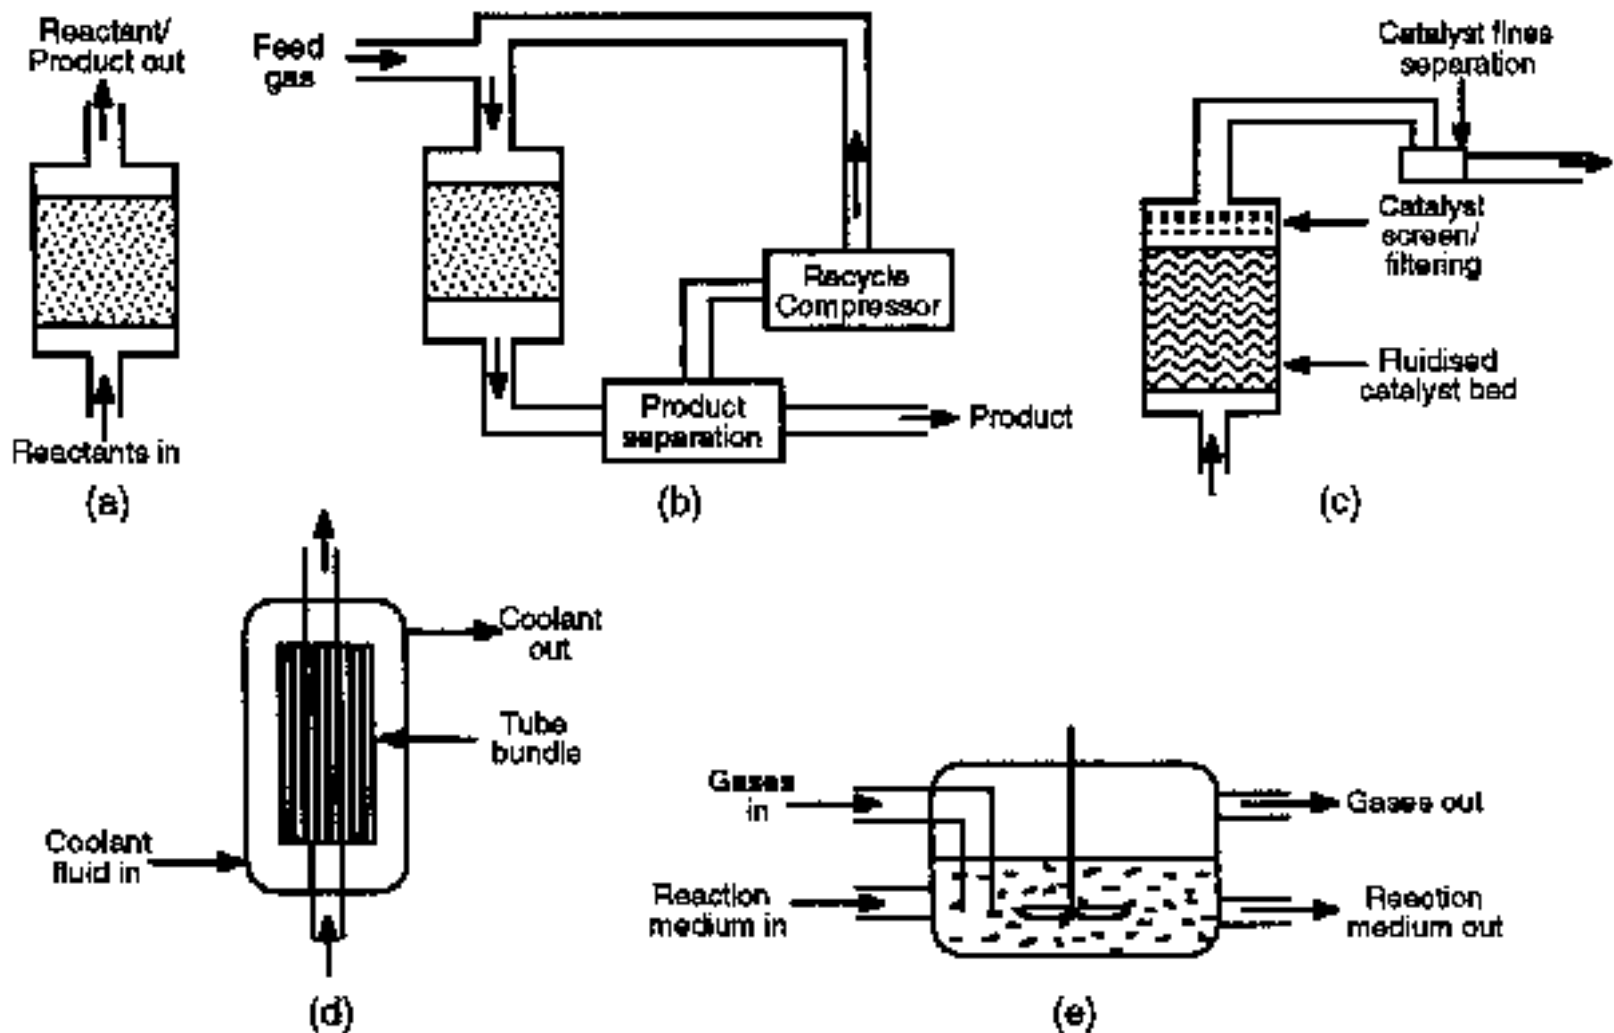 Reactant/
Product out
Reactants in
(a)
Feed
gas
Recycle
Compressor
Product
separation
Product
(b)
Catalyst fines
separation
Catalyst
screen/
filtering
Fluidised
catalyst bed
(c)
Coolant
out
Tube
bundle
Coolant
fluid in
(d)
Gases
in
Gases out
Reaction
medium in
Reaction
medium out
(e)